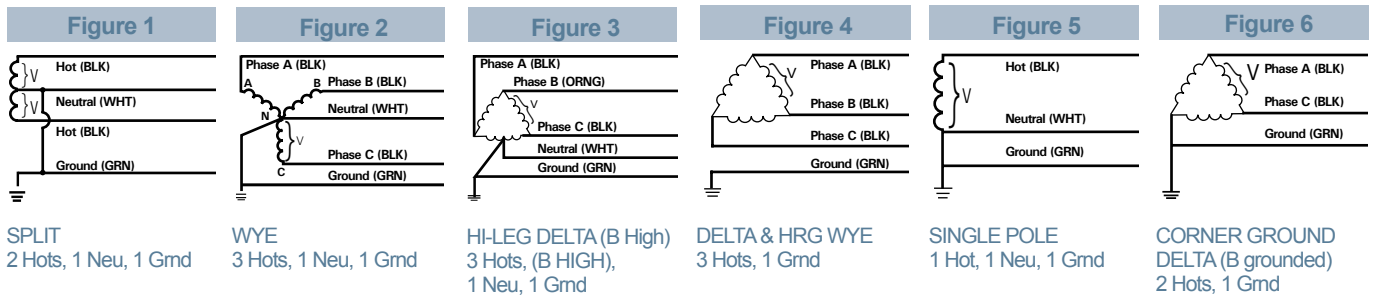 Figure 1
Hot (BLK)
V
Neutral (WHT)
V
Hot (BLK)
Ground (GRN)
SPLIT
2 Hots, 1 Neu, 1 Grnd
Figure 2
Phase A (BLK)
A
B
Phase B (BLK)
Neutral (WHT)
N
V
Phase C (BLK)
C
Ground (GRN)
WYE
3 Hots, 1 Neu, 1 Grnd
Figure 3
Phase A (BLK)
Phase B (ORNG)
V
Phase C (BLK)
Neutral (WHT)
Ground (GRN)
HI-LEG DELTA (B High)
3 Hots, (B HIGH),
1 Neu, 1 Grnd
Figure 4
V
Phase A (BLK)
Phase B (BLK)
Phase C (BLK)
Ground (GRN)
DELTA & HRG WYE
3 Hots, 1 Grnd
Figure 5
Hot (BLK)
V
Neutral (WHT)
Ground (GRN)
SINGLE POLE
1 Hot, 1 Neu, 1 Grnd
Figure 6
V
Phase A (BLK)
Phase C (BLK)
Ground (GRN)
CORNER GROUND
DELTA (B grounded)
2 Hots, 1 Grnd